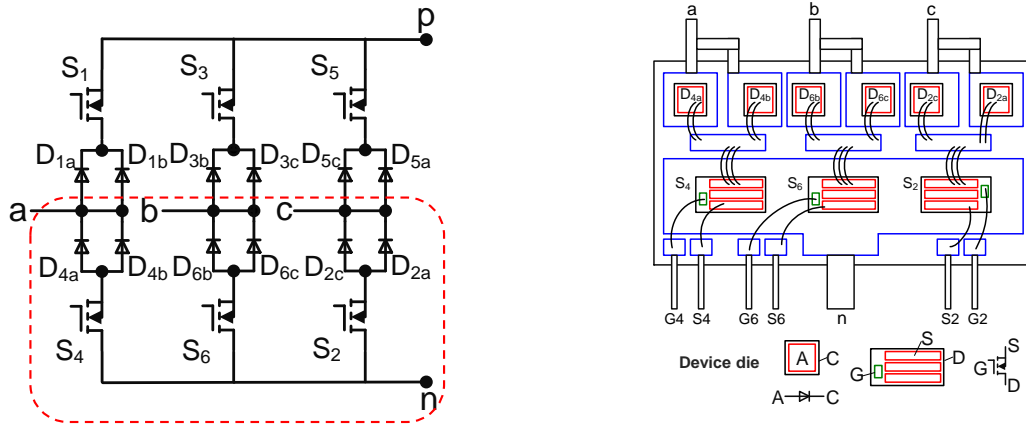 p
S1 S3 S5
D1a D1b D3b D3c D5c D5a
a b c
D4a D4b D6b D6c D2c D2a
S4 S6 S2
n
a b c
D4a D4b D6b D6c D2c D2a
S4 S6 S2
G4 S4 G6 S6 n S2 G2
Device die A C S G D S G D
A C